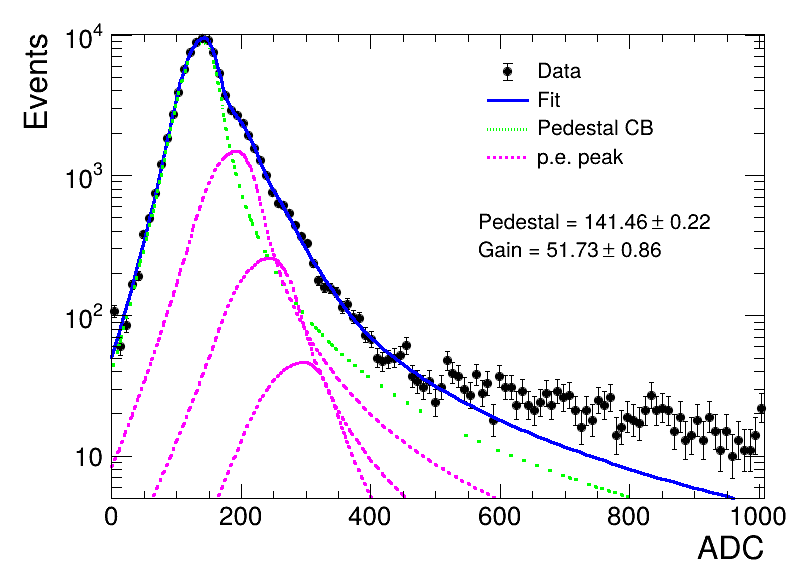 Events
10^4
10^3
10^2
10
0
200
400
600
800
1000
ADC
Data
Fit
Pedestal CB
p.e. peak
Pedestal = 141.46 ± 0.22
Gain = 51.73 ± 0.86